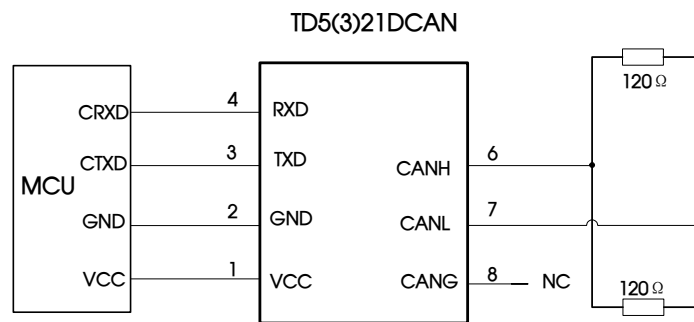 TD5(3)21DCAN
120Ω
CRXD 4 RXD
CTXD 3 TXD CANH 6
MCU
GND 2 GND CANL 7
VCC 1 VCC CANG 8 NC
120Ω